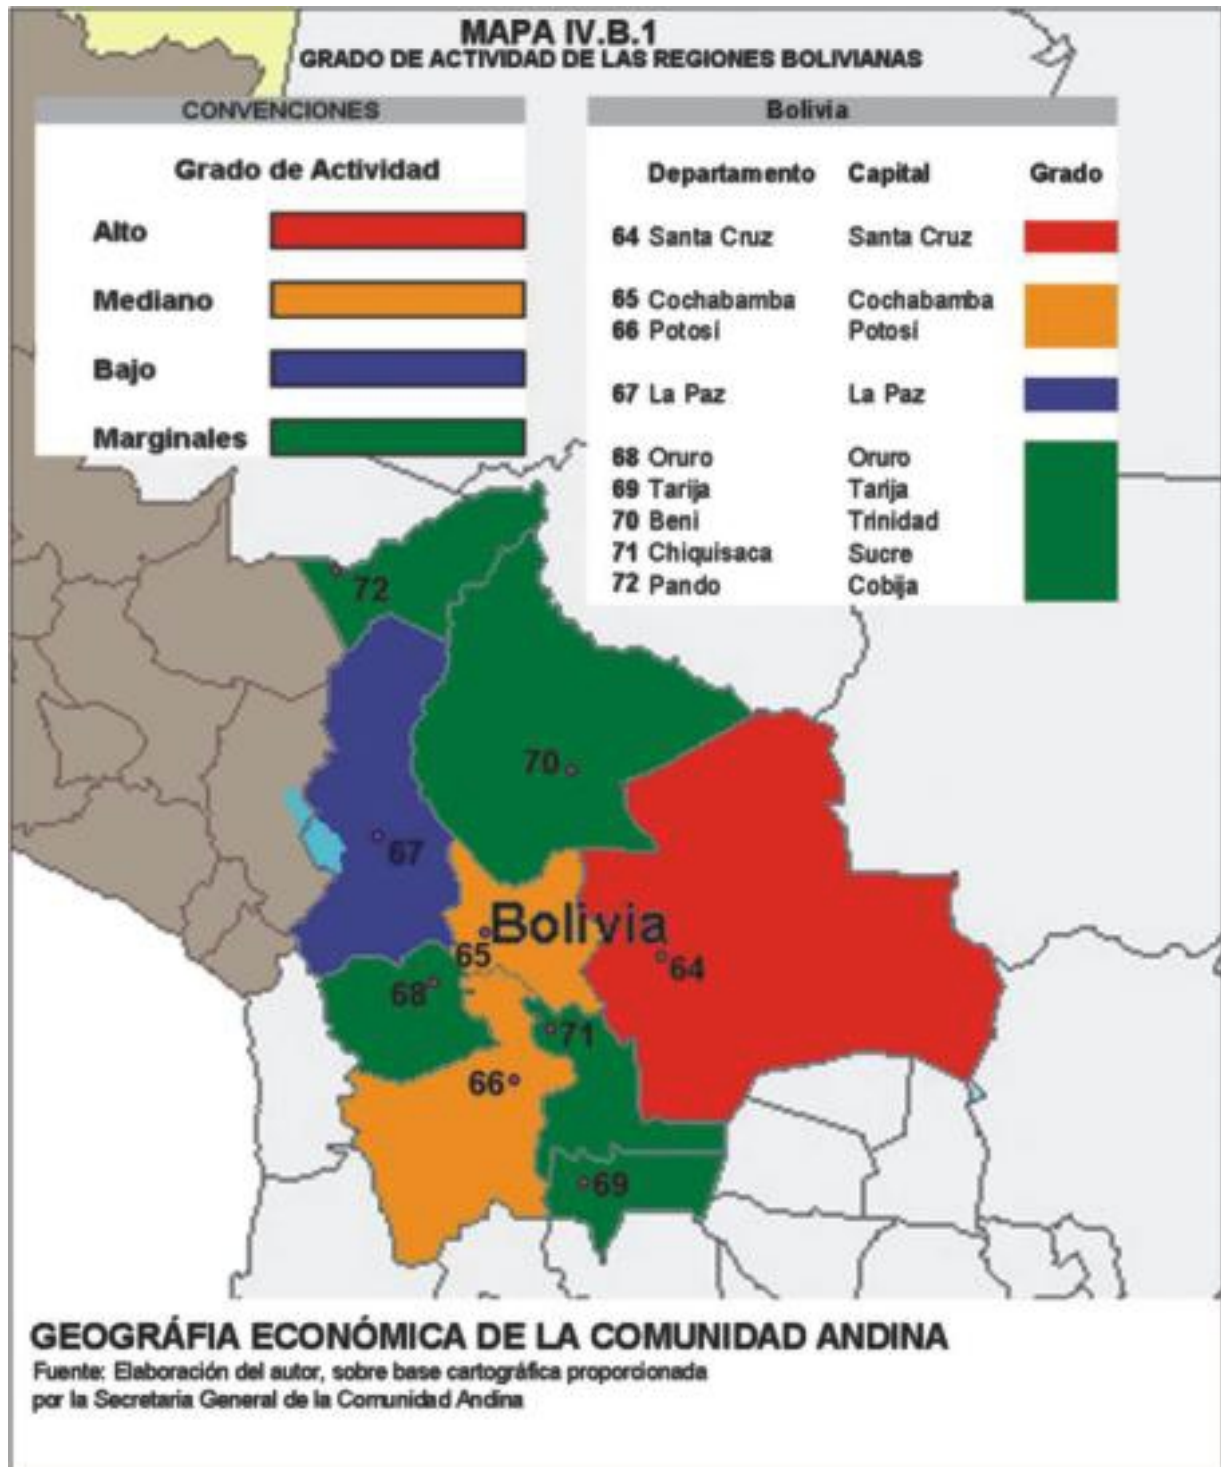 MAPA IV.B.1
GRADO DE ACTIVIDAD DE LAS REGIONES BOLIVIANAS
CONVENCIONES
Grado de Actividad
Alto
Mediano
Bajo
Marginales
Bolivia
Departamento Capital Grado
64 Santa Cruz Santa Cruz
65 Cochabamba Cochabamba
66 Potosí Potosí
67 La Paz La Paz
68 Oruro Oruro
69 Tarija Tarija
70 Beni Trinidad
71 Chiquisaca Sucre
72 Pando Cobija
72
70
67
Bolivia
65
64
68
71
66
69
GEOGRÁFIA ECONÓMICA DE LA COMUNIDAD ANDINA
Fuente: Elaboración del autor, sobre base cartográfica proporcionada
por la Secretaria General de la Comunidad Andina